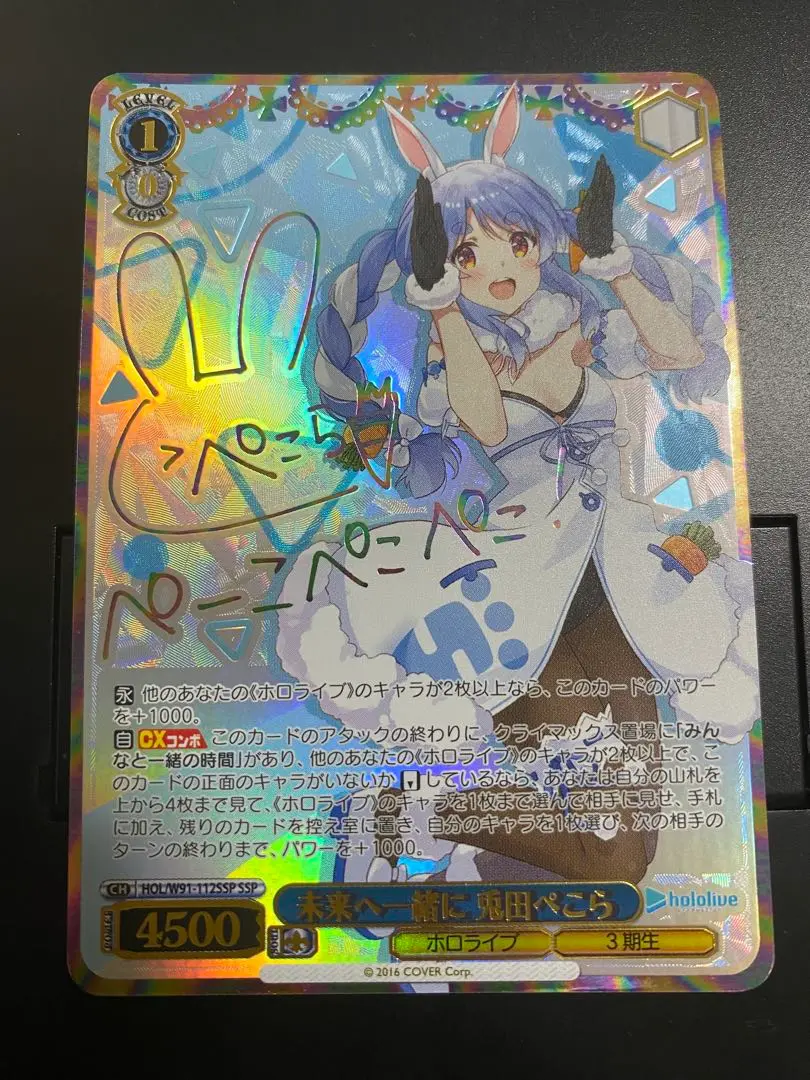 LEVEL
1
0
COST
ぺこら
ぺーこぺこぺこ
永 他のあなたの《ホロライブ》のキャラが2枚以上なら、このカードのパワー
を+1000。
自 CXコンボ このカードのアタックの終わりに、クライマックス置場に「みん
なと一緒の時間」があり、他のあなたの《ホロライブ》のキャラが2枚以上で、こ
のカードの正面のキャラがいないかしているなら、あなたは自分の山札を
上から4枚まで見て、《ホロライブ》のキャラを1枚まで選んで相手に見せ、手札
に加え、残りのカードを控え室に置き、自分のキャラを1枚選び、次の相手の
ターンの終わりまで、パワーを+1000。
CH HOL/W91-112SSP SSP
未来へ一緒に 兎田ぺこら
hololive
POWER 4500 SOUL
ホロライブ
3期生
© 2016 COVER Corp.